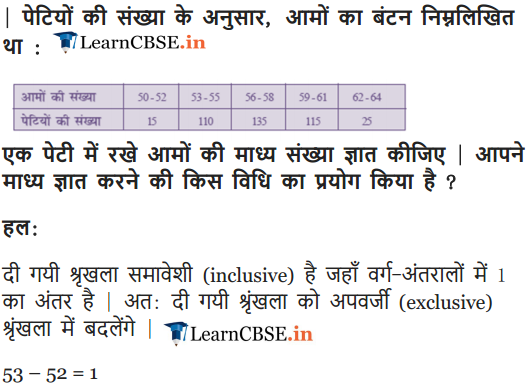 | पेटियों की संख्या के अनुसार, आमों का बंटन निम्नलिखित
था : LearnCBSE.in
आमों की संख्या 50-52 53-55 56-58 59-61 62-64
पेटियों की संख्या 15 110 135 115 25
एक पेटी में रखे आमों की माध्य संख्या ज्ञात कीजिए | आपने
माध्य ज्ञात करने की किस विधि का प्रयोग किया है ?
हल:
दी गयी श्रृखला समावेशी (inclusive) है जहाँ वर्ग-अंतरालों में 1
का अंतर है | अत: दी गयी श्रृंखला को अपवर्जी (exclusive)
श्रृंखला में बदलेंगे | LearnCBSE.in
53 – 52 = 1